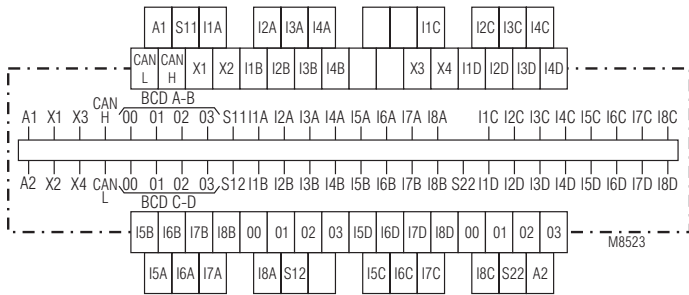 A1 S11 I1A I2A I3A I4A I1C I2C I3C I4C
CAN L CAN H X1 X2 I1B I2B I3B I4B X3 X4 I1D I2D I3D I4D
BCD A-B
A1 X1 X3 CAN H 00 01 02 03 S11 I1A I2A I3A I4A I5A I6A I7A I8A I1C I2C I3C I4C I5C I6C I7C I8C
A2 X2 X4 CAN L 00 01 02 03 S12 I1B I2B I3B I4B I5B I6B I7B I8B S22 I1D I2D I3D I4D I5D I6D I7D I8D
BCD C-D
I5B I6B I7B I8B 00 01 02 03 I5D I6D I7D I8D 00 01 02 03
M8523
I5A I6A I7A I8A S12 I5C I6C I7C I8C S22 A2